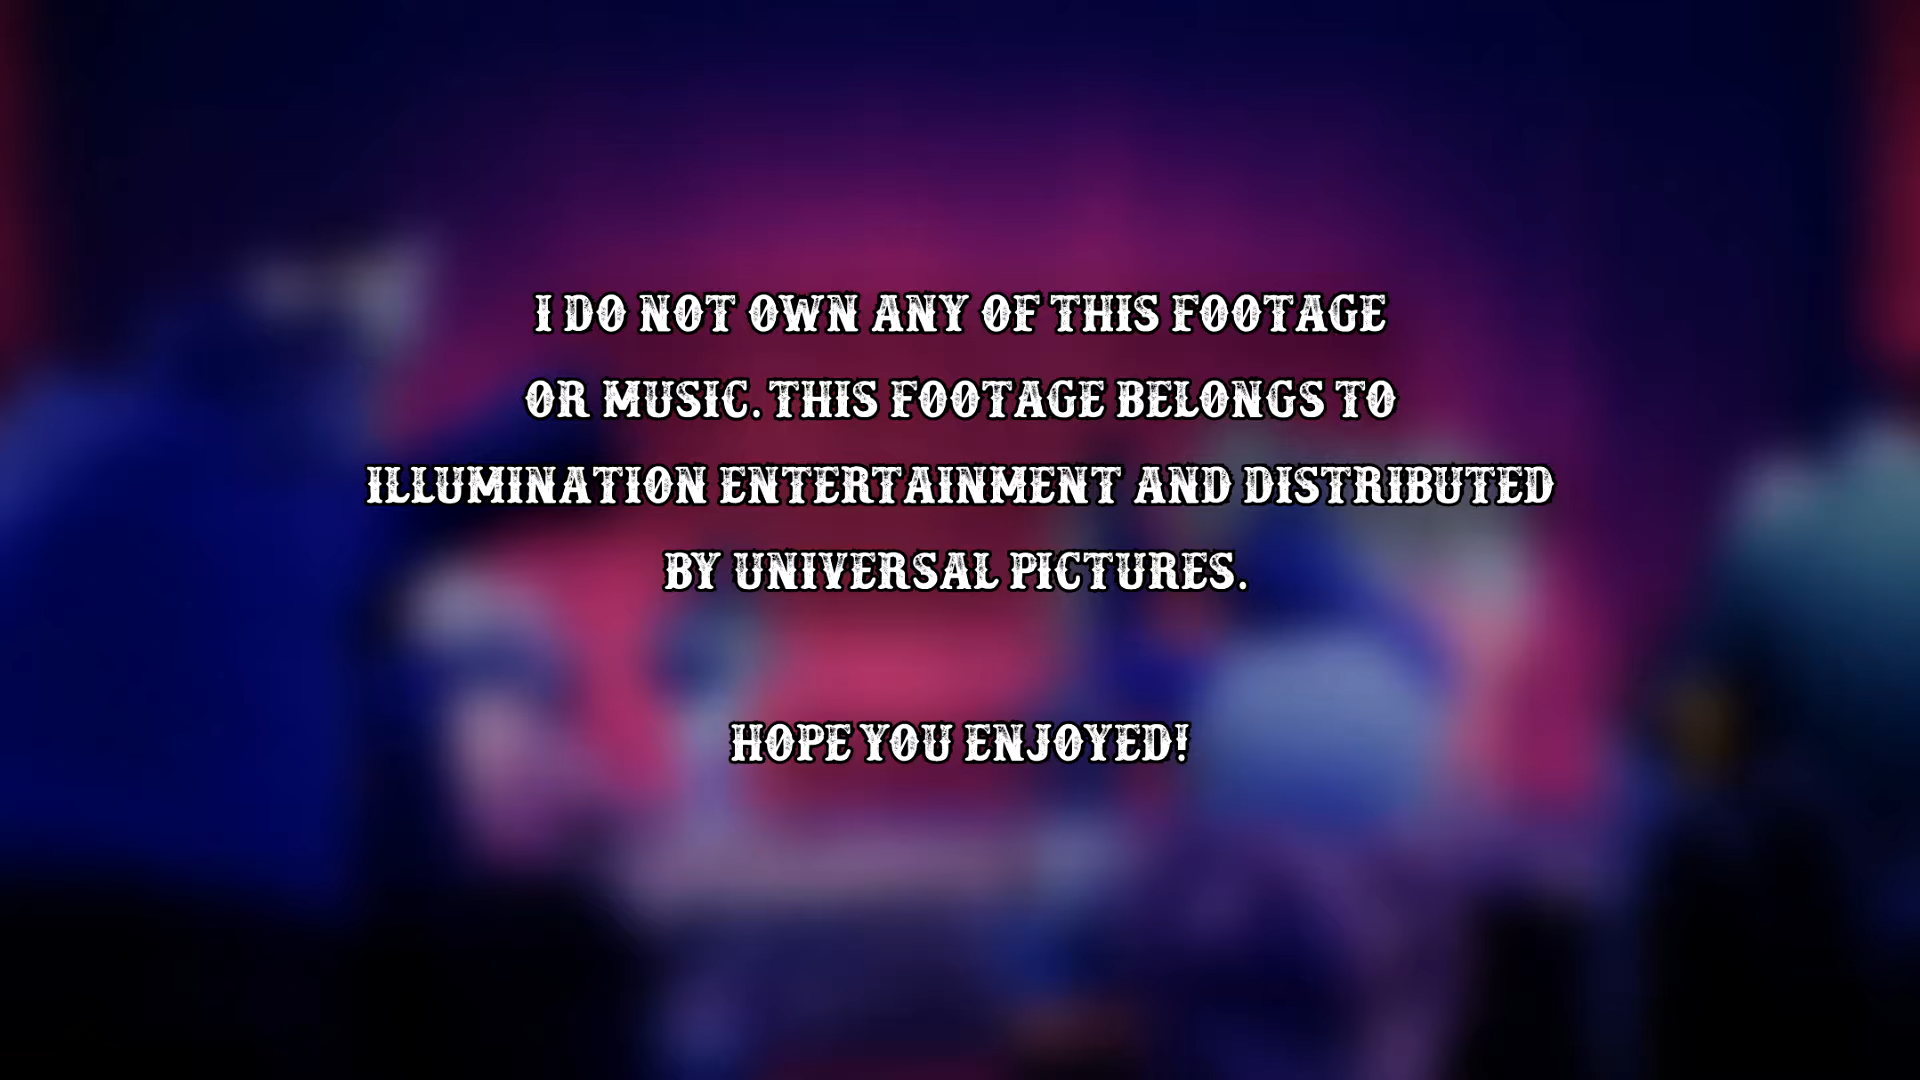 I DO NOT OWN ANY OF THIS FOOTAGE
OR MUSIC. THIS FOOTAGE BELONGS TO
ILLUMINATION ENTERTAINMENT AND DISTRIBUTED
BY UNIVERSAL PICTURES.
HOPE YOU ENJOYED!